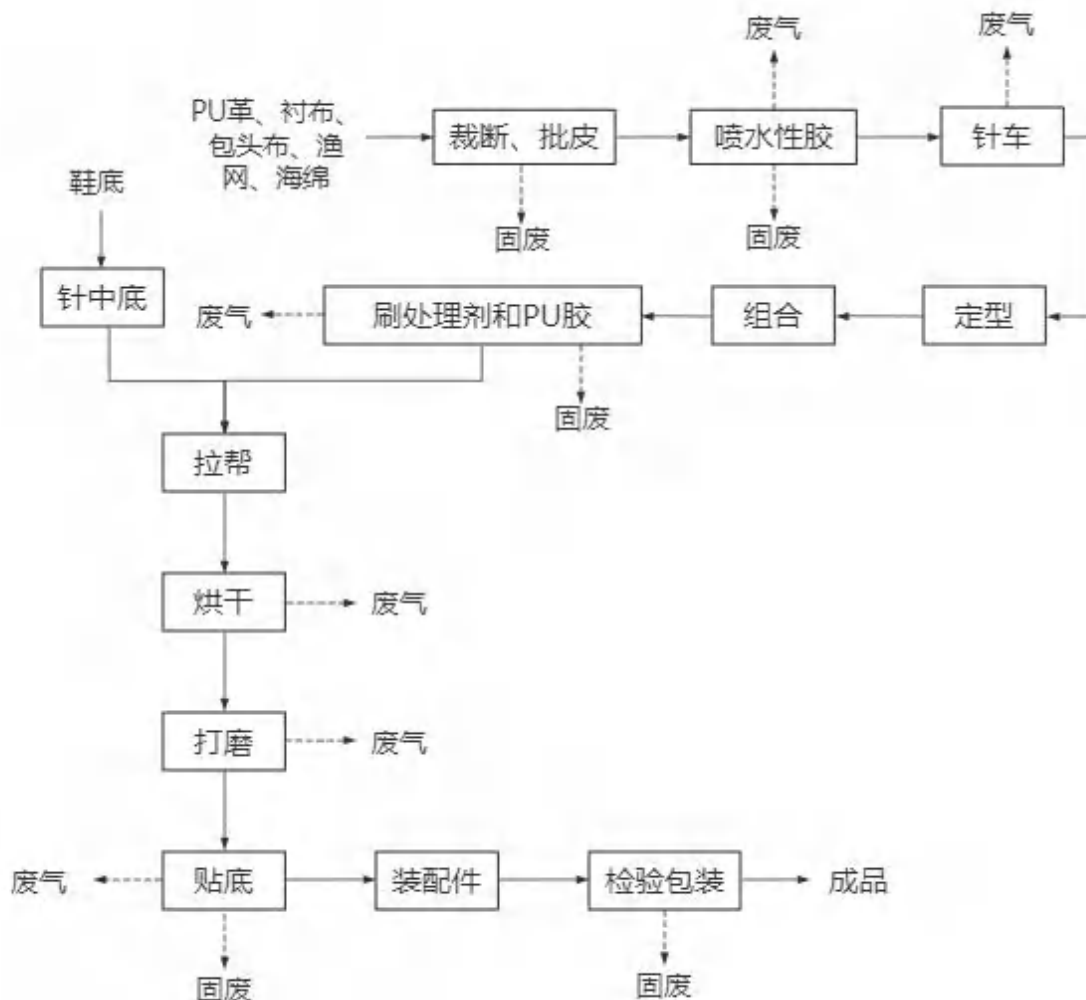 废气
废气
PU革、衬布、
包头布、渔
网、海绵
裁断、批皮
喷水性胶
针车
鞋底
固废
固废
针中底
废气
刷处理剂和PU胶
组合
定型
固废
拉帮
烘干
废气
打磨
废气
废气
贴底
装配件
检验包装
成品
固废
固废